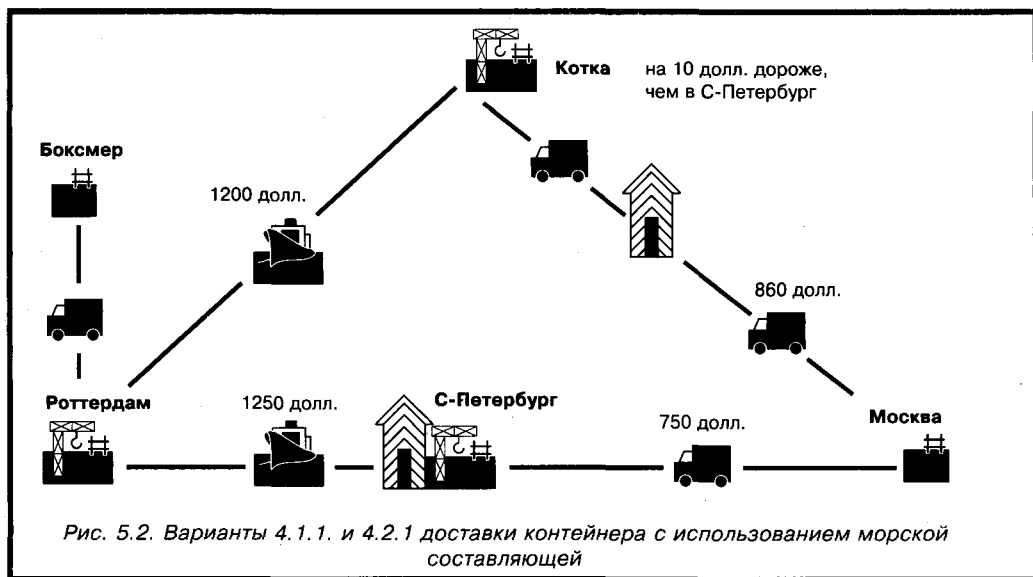 Котка
на 10 долл. дороже,
чем в С-Петербург
Боксмер
1200 долл.
860 долл.
Роттердам
1250 долл.
С-Петербург
750 долл.
Москва
Рис. 5.2. Варианты 4.1.1. и 4.2.1 доставки контейнера с использованием морской
составляющей